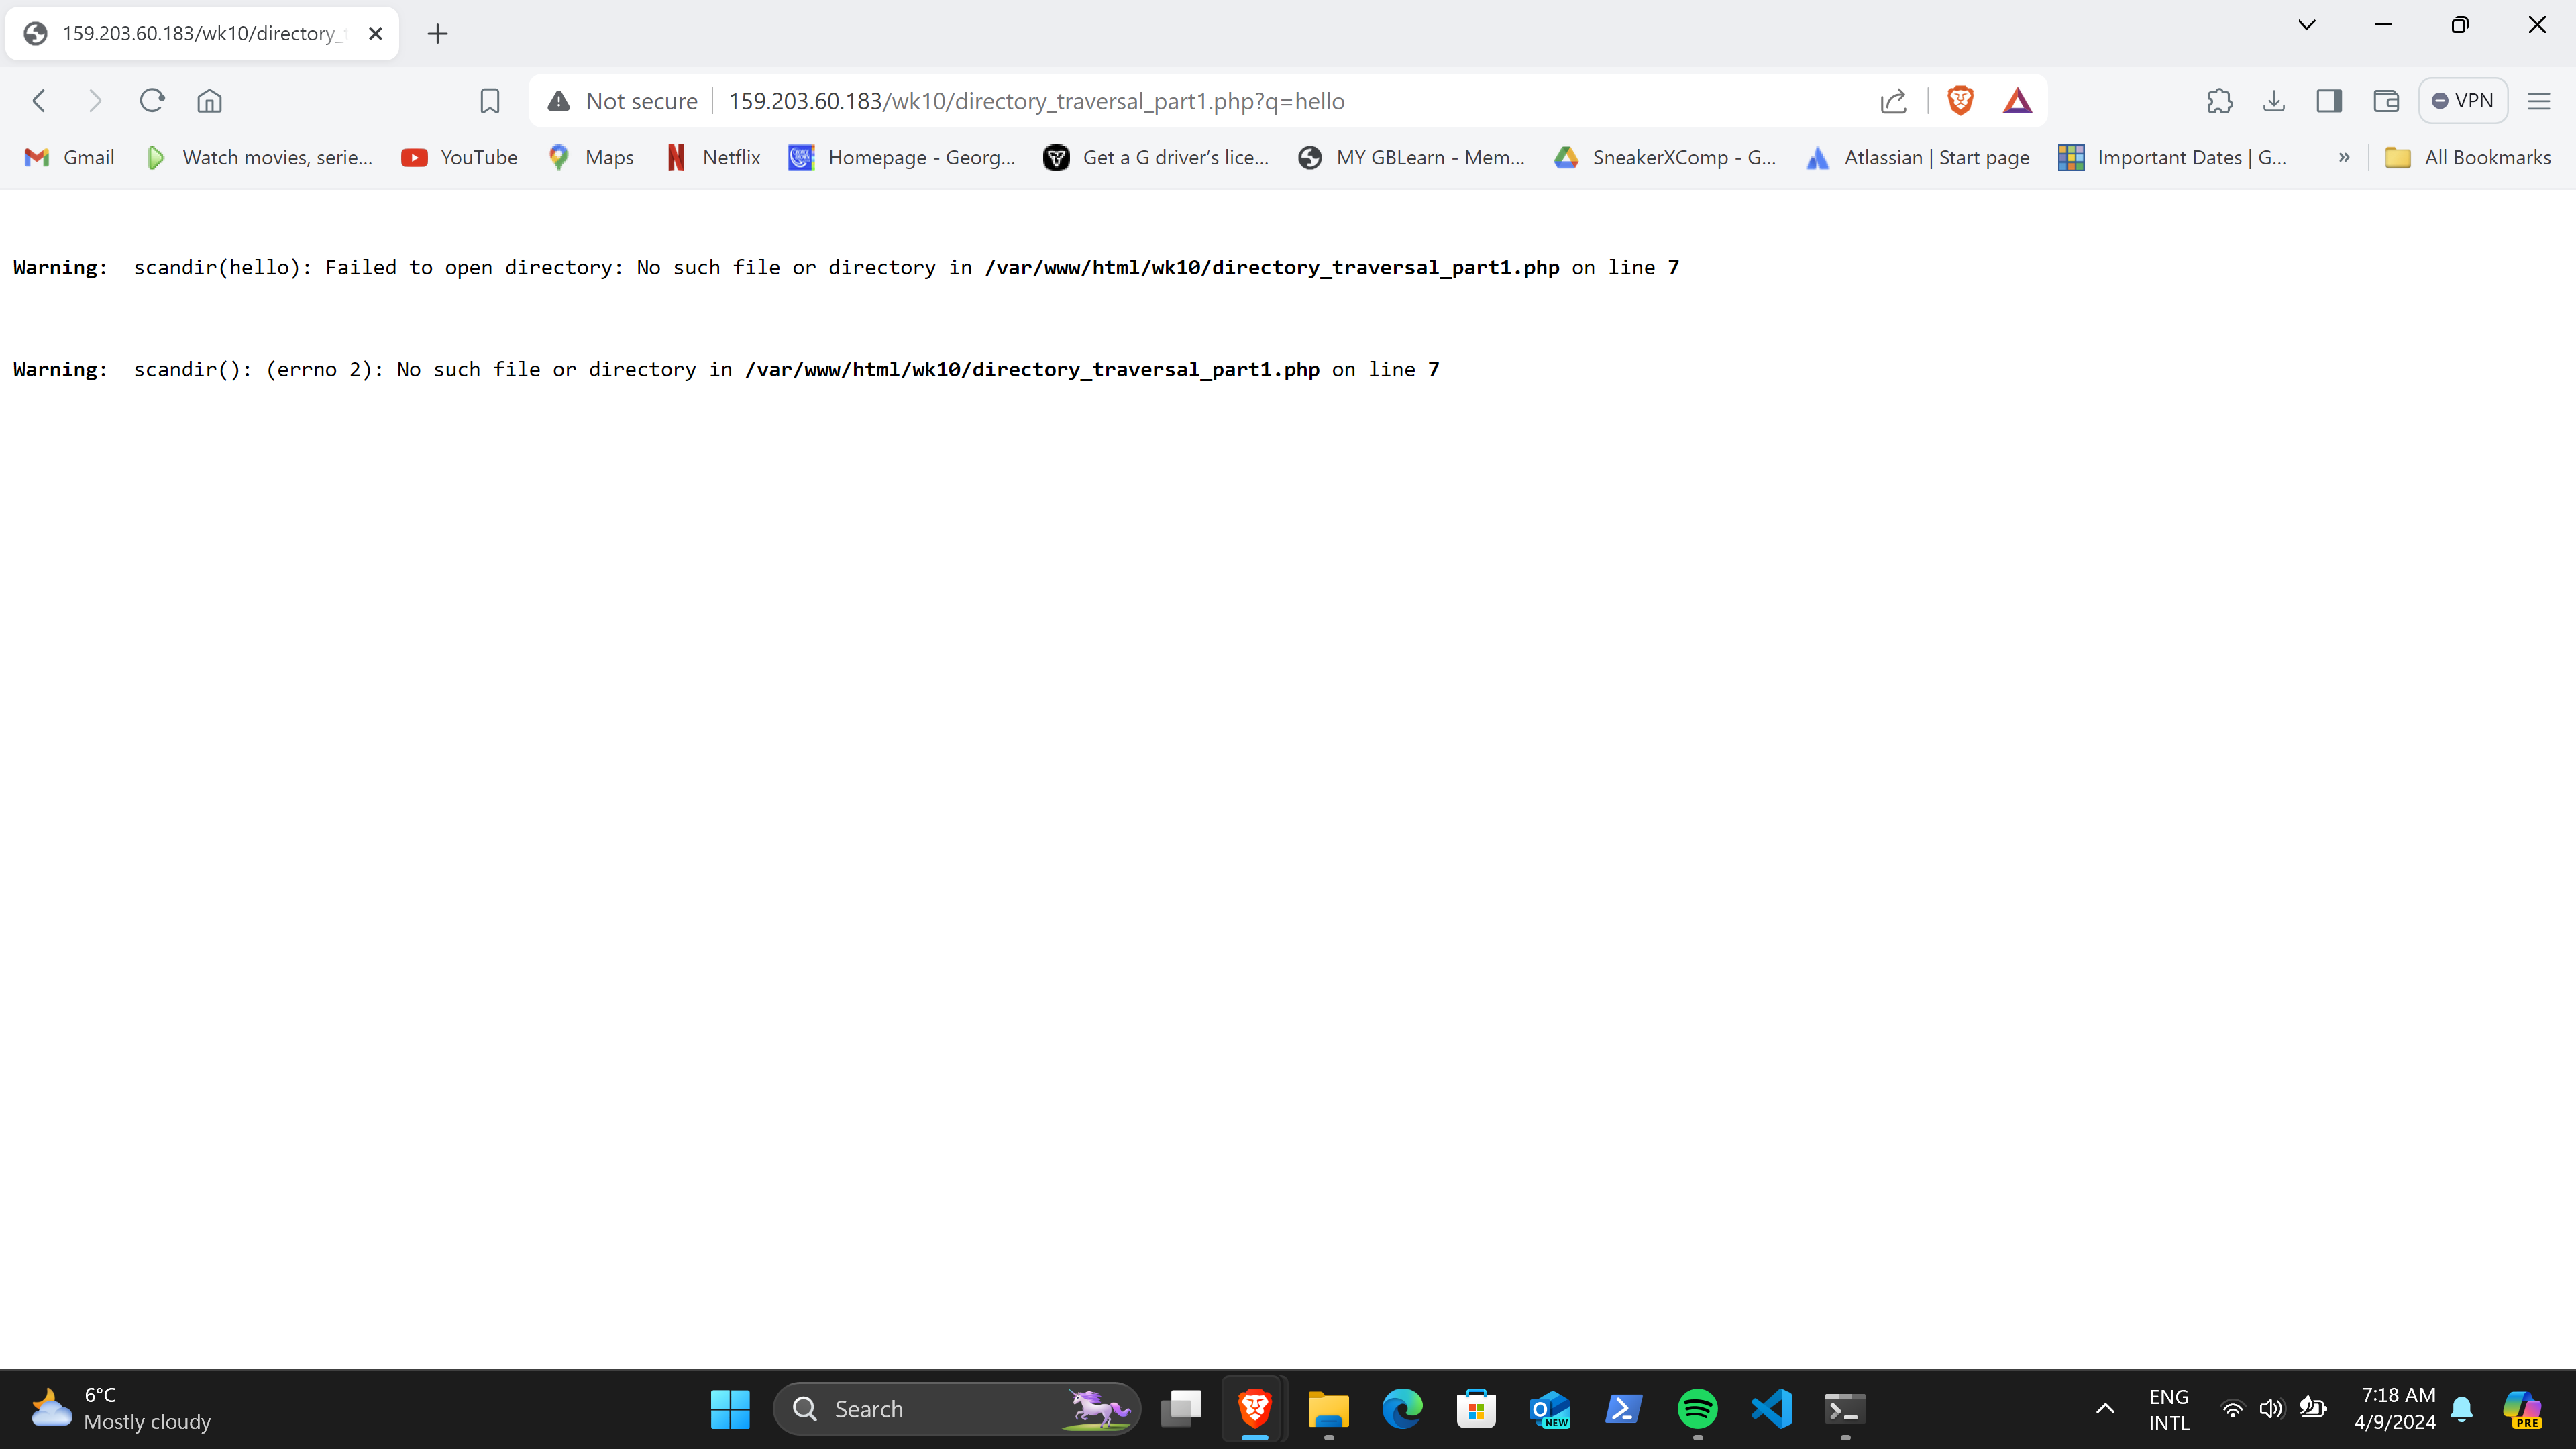 159.203.60.183/wk10/directory_
Not secure 159.203.60.183/wk10/directory_traversal_part1.php?q=hello VPN
Gmail Watch movies, serie... YouTube Maps Netflix Homepage - Georg... Get a G driver's lice... MY GBLearn - Mem... SneakerXComp - G... Atlassian | Start page Important Dates | G... » All Bookmarks
Warning: scandir(hello): Failed to open directory: No such file or directory in /var/www/html/wk10/directory_traversal_part1.php on line 7
Warning: scandir(): (errno 2): No such file or directory in /var/www/html/wk10/directory_traversal_part1.php on line 7
6°C
Mostly cloudy
Search
NEW
ENG
INTL
7:18 AM
4/9/2024
PRE